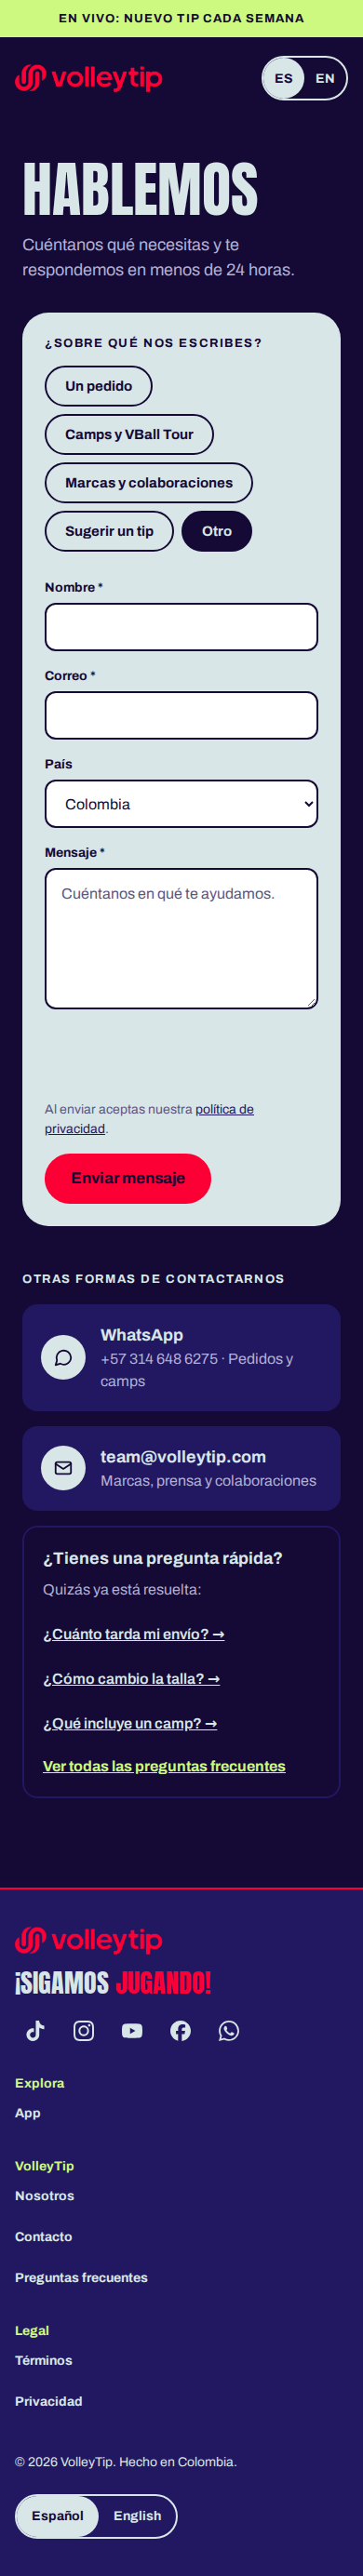 EN VIVO: NUEVO TIP CADA SEMANA
volleytip
ES EN
HABLEMOS
Cuéntanos qué necesitas y te
respondemos en menos de 24 horas.
¿SOBRE QUÉ NOS ESCRIBES?
Un pedido
Camps y VBall Tour
Marcas y colaboraciones
Sugerir un tip Otro
Nombre *
Correo *
País
Colombia
Mensaje *
Cuéntanos en qué te ayudamos.
Al enviar aceptas nuestra política de
privacidad.
Enviar mensaje
OTRAS FORMAS DE CONTACTARNOS
WhatsApp
+57 314 648 6275 · Pedidos y
camps
team@volleytip.com
Marcas, prensa y colaboraciones
¿Tienes una pregunta rápida?
Quizás ya está resuelta:
¿Cuánto tarda mi envío? →
¿Cómo cambio la talla? →
¿Qué incluye un camp? →
Ver todas las preguntas frecuentes
volleytip
¡SIGAMOS JUGANDO!
Explora
App
VolleyTip
Nosotros
Contacto
Preguntas frecuentes
Legal
Términos
Privacidad
© 2026 VolleyTip. Hecho en Colombia.
Español English